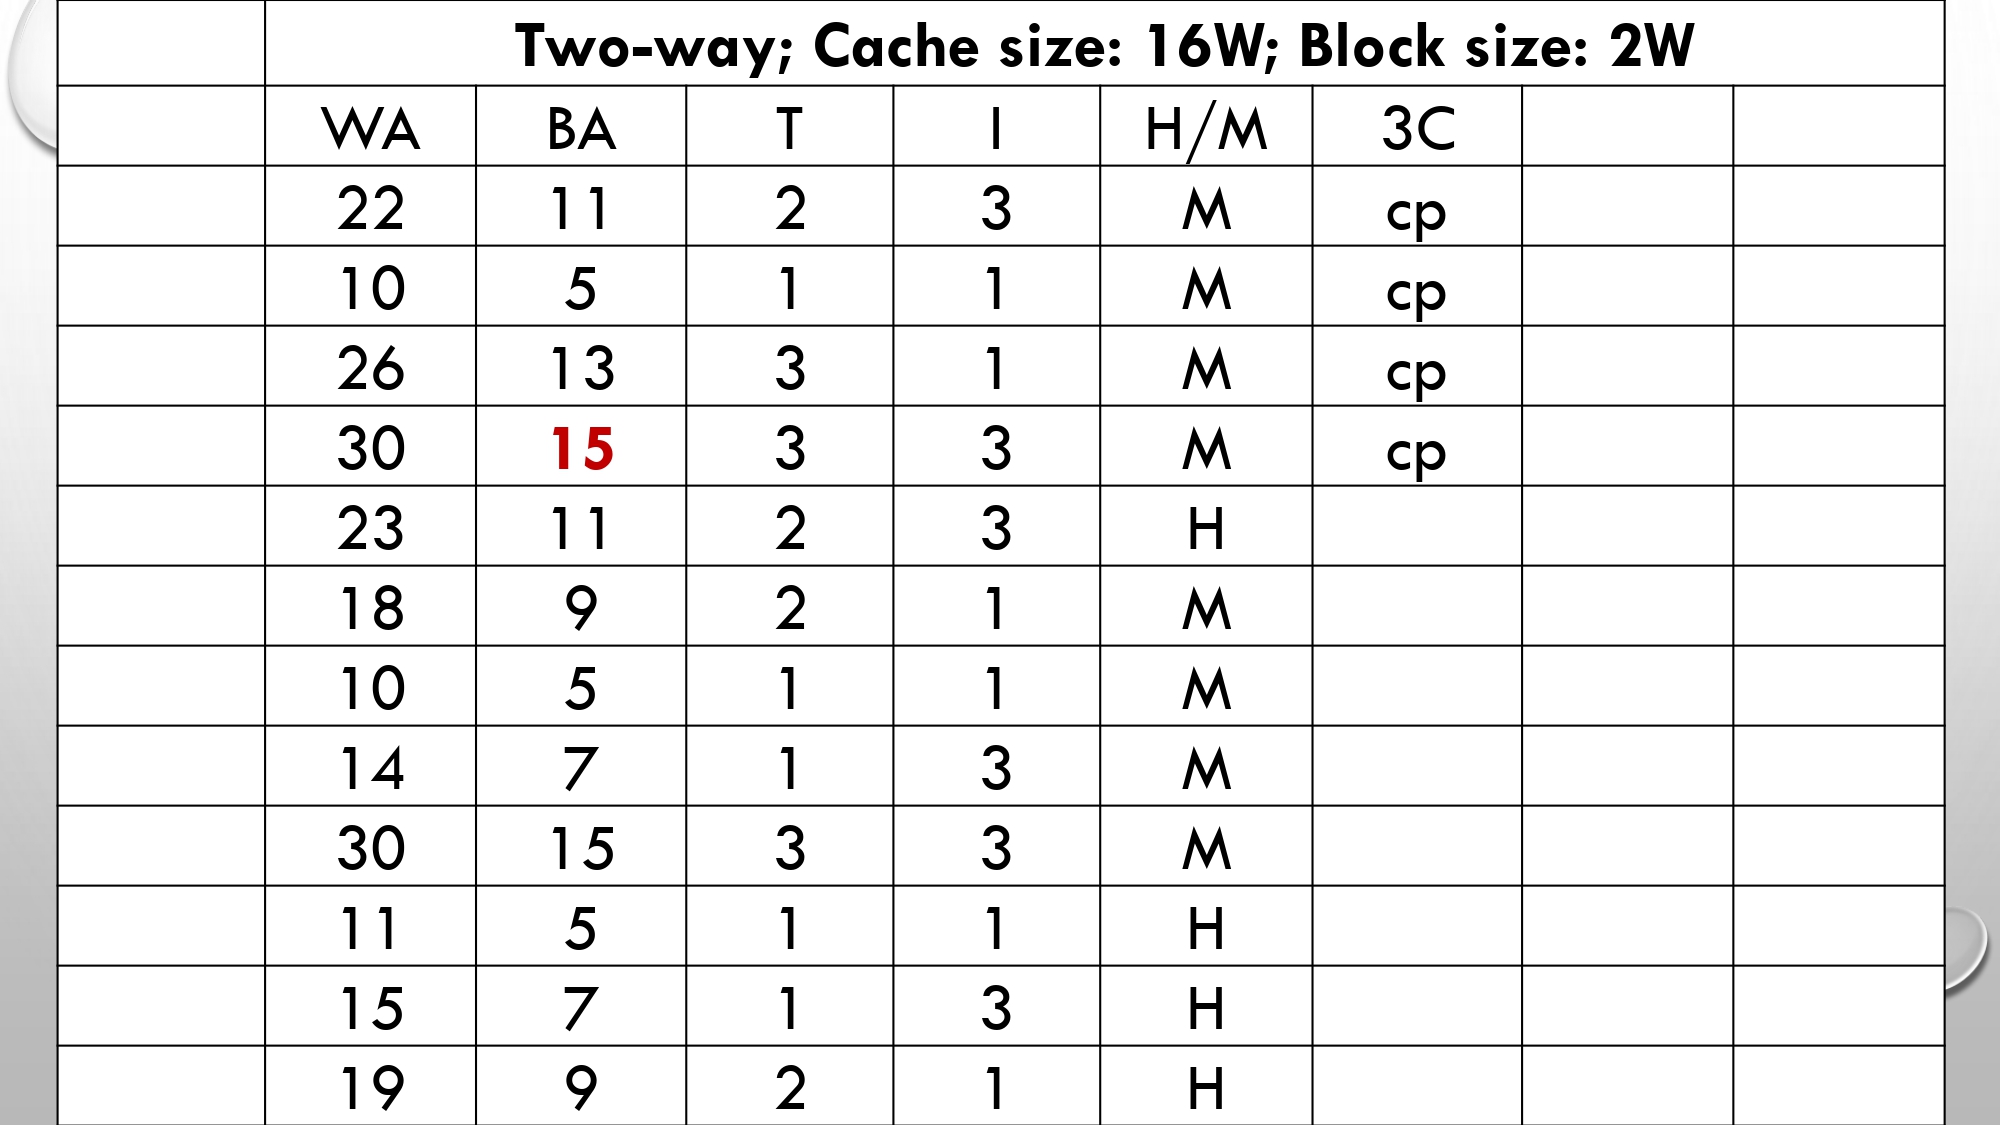 Two-way; Cache size: 16W; Block size: 2W
WA BA T I H/M 3C
22 11 2 3 M cp
10 5 1 1 M cp
26 13 3 1 M cp
30 15 3 3 M cp
23 11 2 3 H
18 9 2 1 M
10 5 1 1 M
14 7 1 3 M
30 15 3 3 M
11 5 1 1 H
15 7 1 3 H
19 9 2 1 H